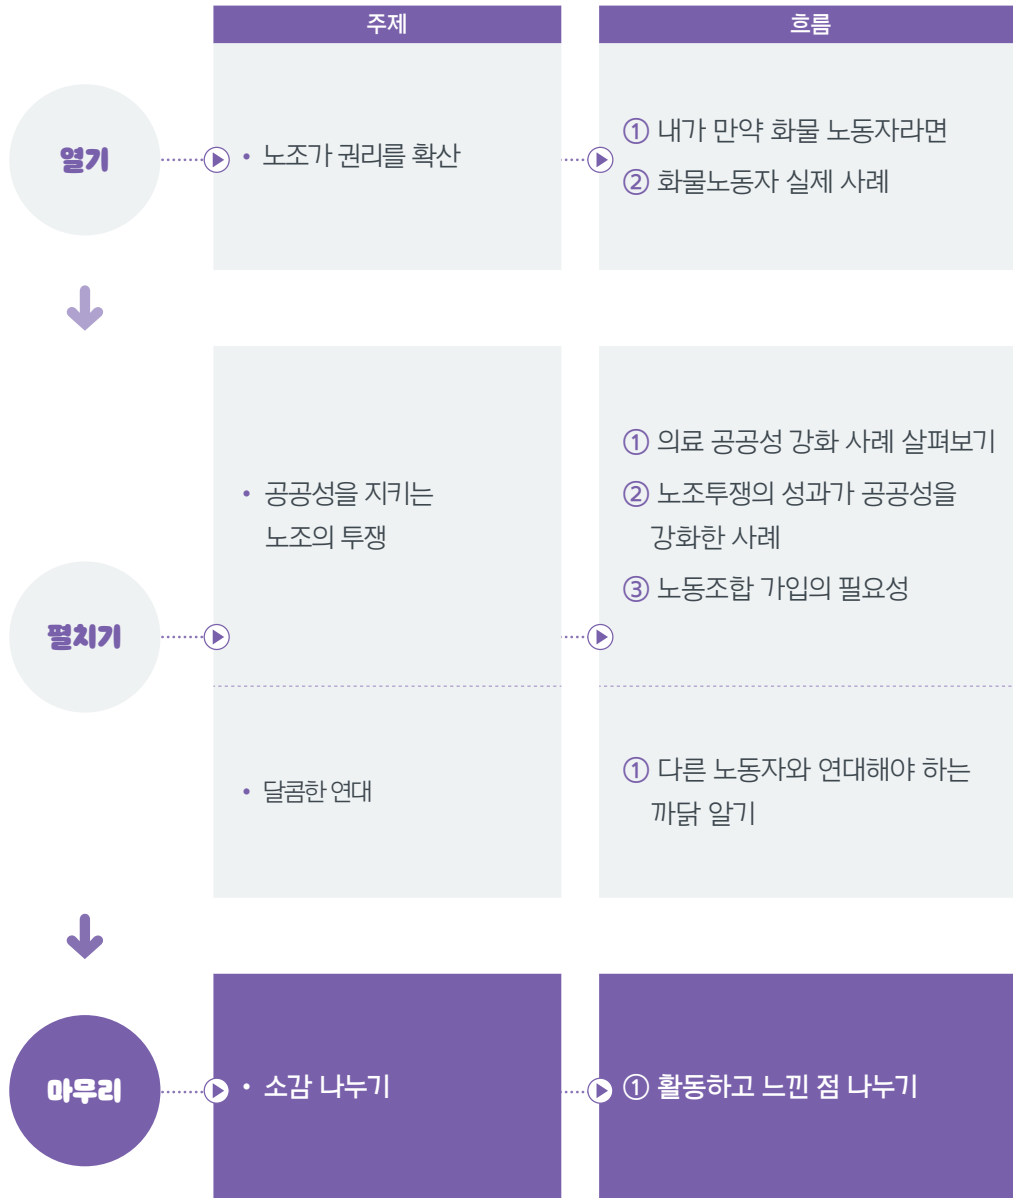 주제
흐름
열기
• 노조가 권리를 확산
① 내가 만약 화물 노동자라면
② 화물노동자 실제 사례
펼치기
• 공공성을 지키는
노조의 투쟁
① 의료 공공성 강화 사례 살펴보기
② 노조투쟁의 성과가 공공성을
강화한 사례
③ 노동조합 가입의 필요성
• 달콤한 연대
① 다른 노동자와 연대해야 하는
까닭 알기
마무리
• 소감 나누기
① 활동하고 느낀 점 나누기